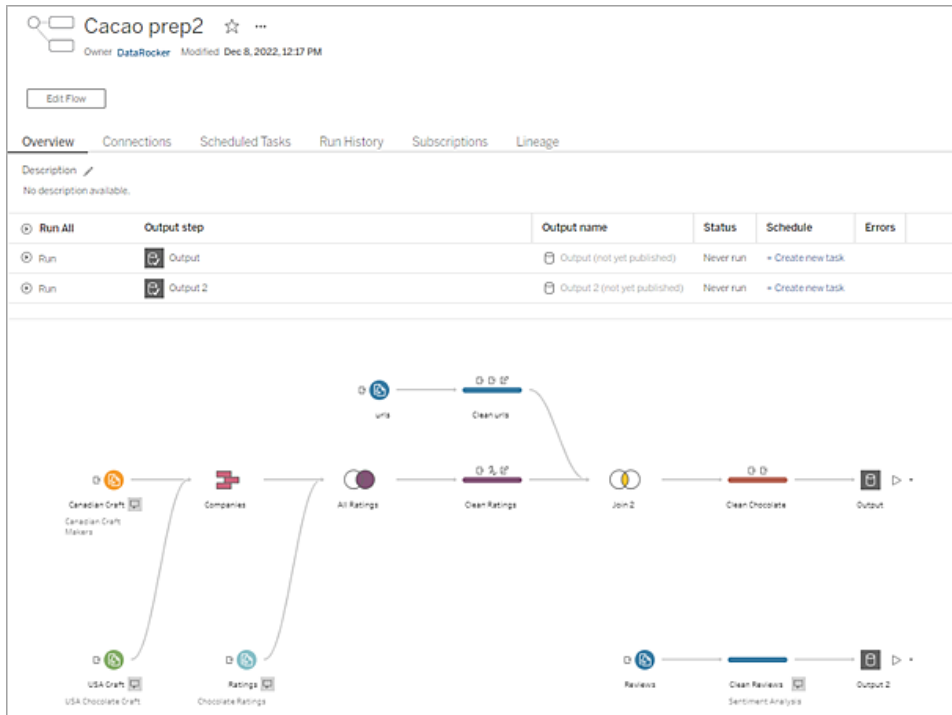 Cacao prep2
Owner DataRocker Modified Dec 8, 2022, 12:17 PM
Edit Flow
Overview Connections Scheduled Tasks Run History Subscriptions Lineage
Description
No description available.
Run All Output step Output name Status Schedule Errors
Run Output Output (not yet published) Never run + Create new task
Run Output 2 Output 2 (not yet published) Never run + Create new task
urls Clean urls
Canadian Craft Companies All Ratings Clean Ratings Join 2 Clean Chocolate Output
Canadian Craft
Makers
USA Craft Ratings Reviews Clean Reviews Output 2
USA Chocolate Craft Chocolate Ratings Sentiment Analysis